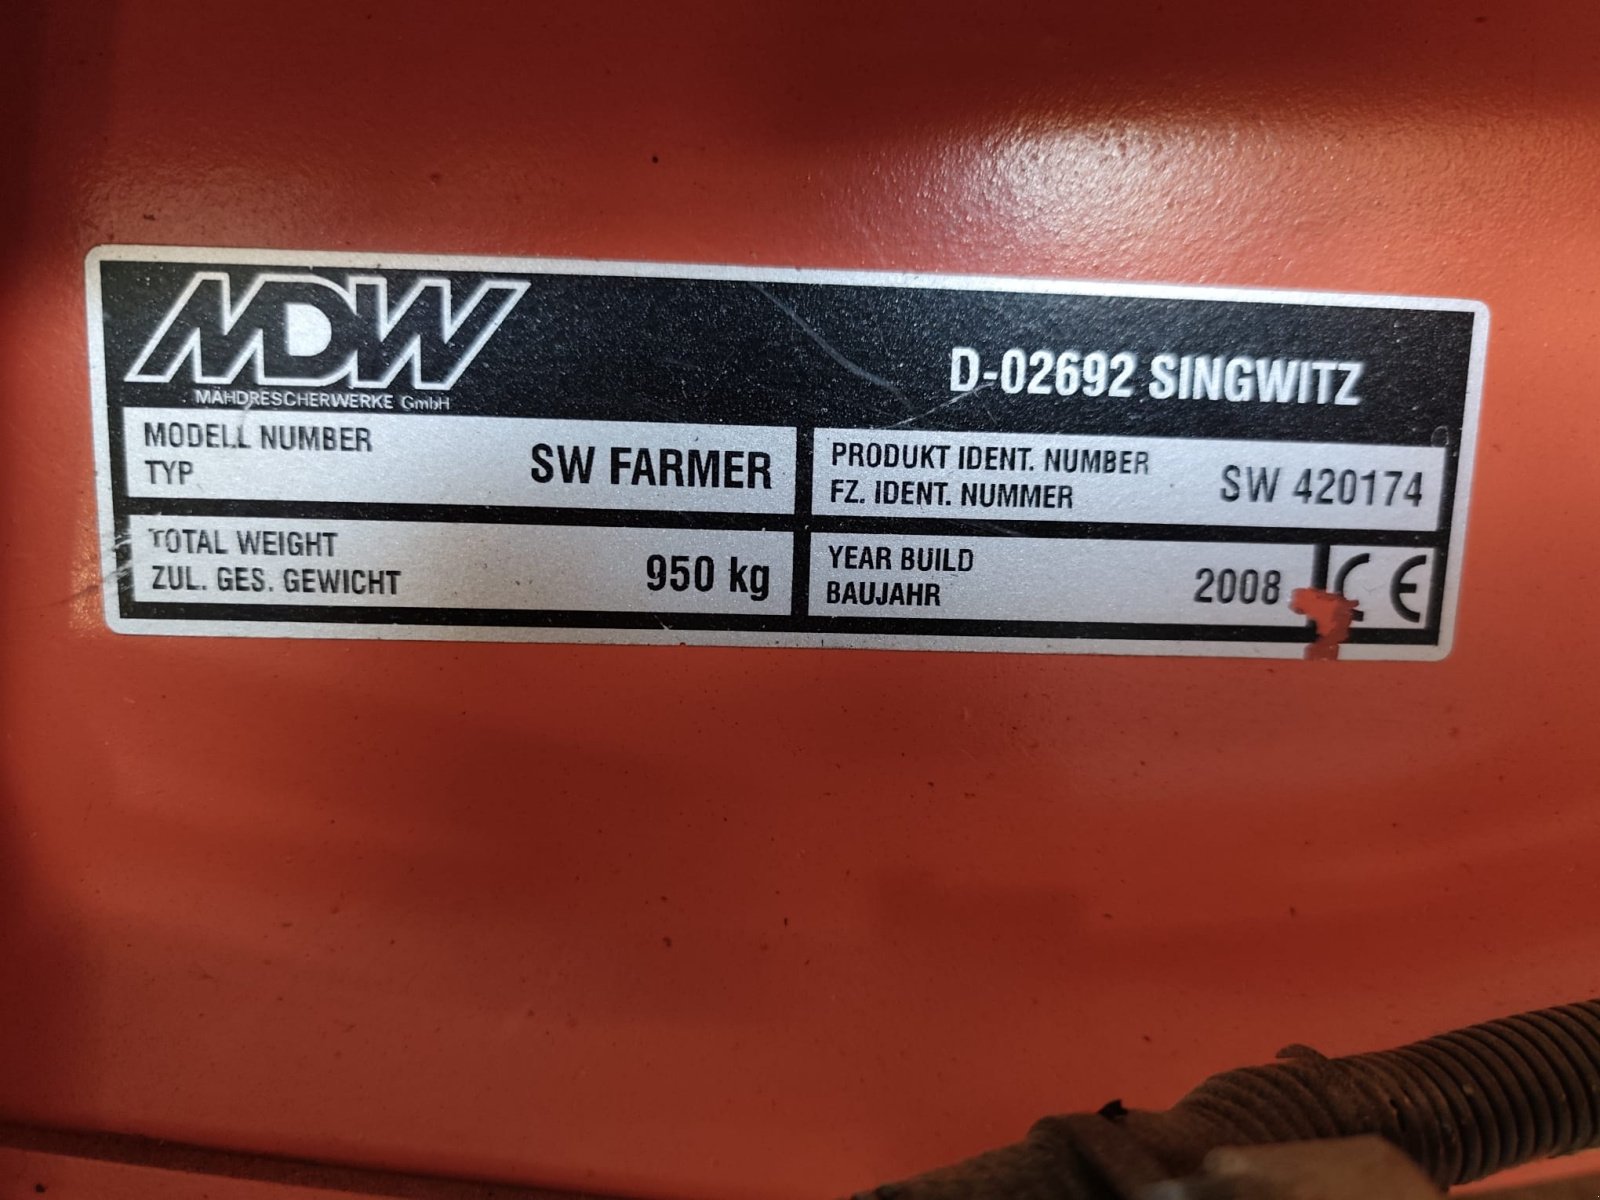 MDW
MÄHDRESCHERWERKE GmbH
D-02692 SINGWITZ
MODELL NUMBER
TYP
SW FARMER
PRODUKT IDENT. NUMBER
FZ. IDENT. NUMMER
SW 420174
TOTAL WEIGHT
ZUL. GES. GEWICHT
950 kg
YEAR BUILD
BAUJAHR
2008
CE